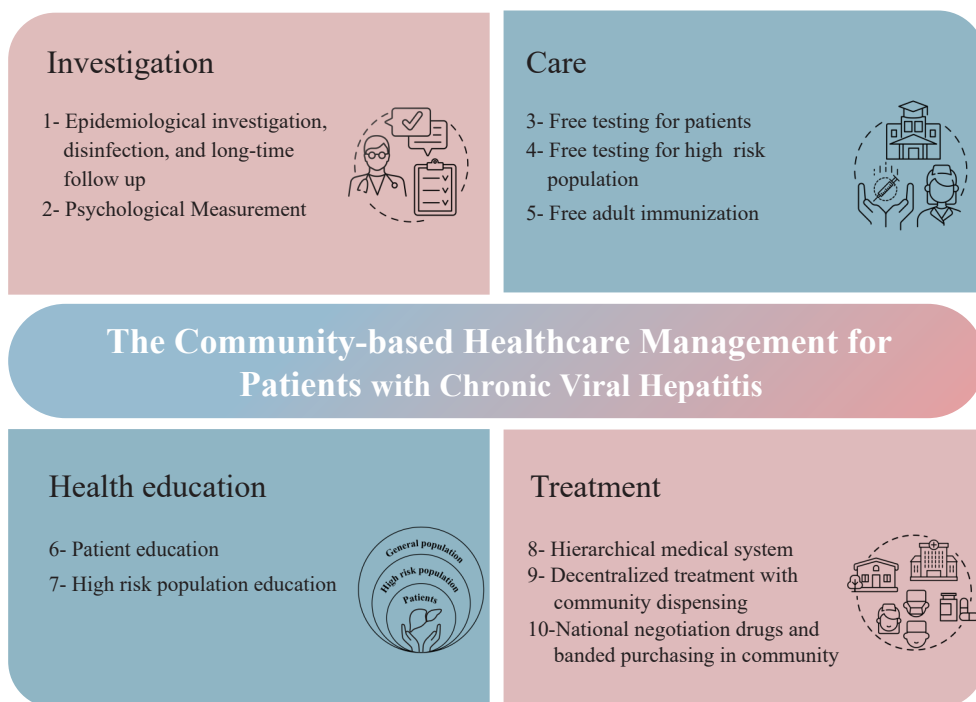 Investigation
1- Epidemiological investigation,
disinfection, and long-time
follow up
2- Psychological Measurement
Care
3- Free testing for patients
4- Free testing for high risk
population
5- Free adult immunization
The Community-based Healthcare Management for
Patients with Chronic Viral Hepatitis
Health education
6- Patient education
7- High risk population education
General population
High risk population
Patients
Treatment
8- Hierarchical medical system
9- Decentralized treatment with
community dispensing
10-National negotiation drugs and
banded purchasing in community